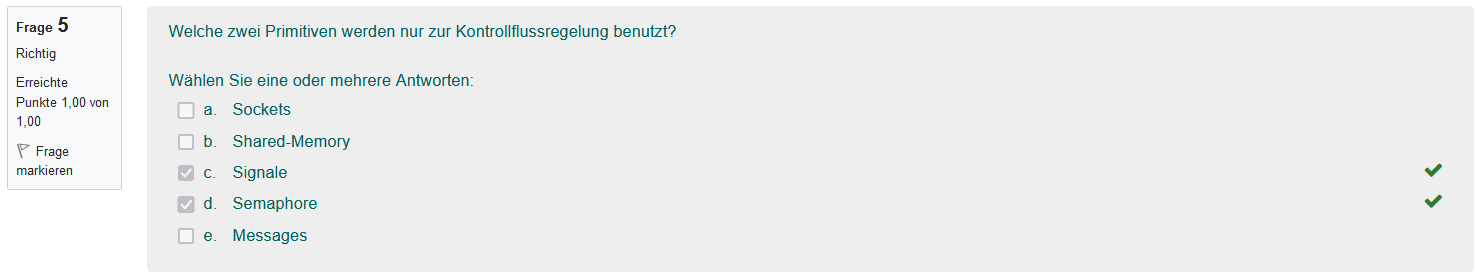 Frage 5
Richtig
Erreichte
Punkte 1,00 von
1,00
Frage
markieren
Welche zwei Primitiven werden nur zur Kontrollflussregelung benutzt?
Wählen Sie eine oder mehrere Antworten:
a. Sockets
b. Shared-Memory
c. Signale
d. Semaphore
e. Messages